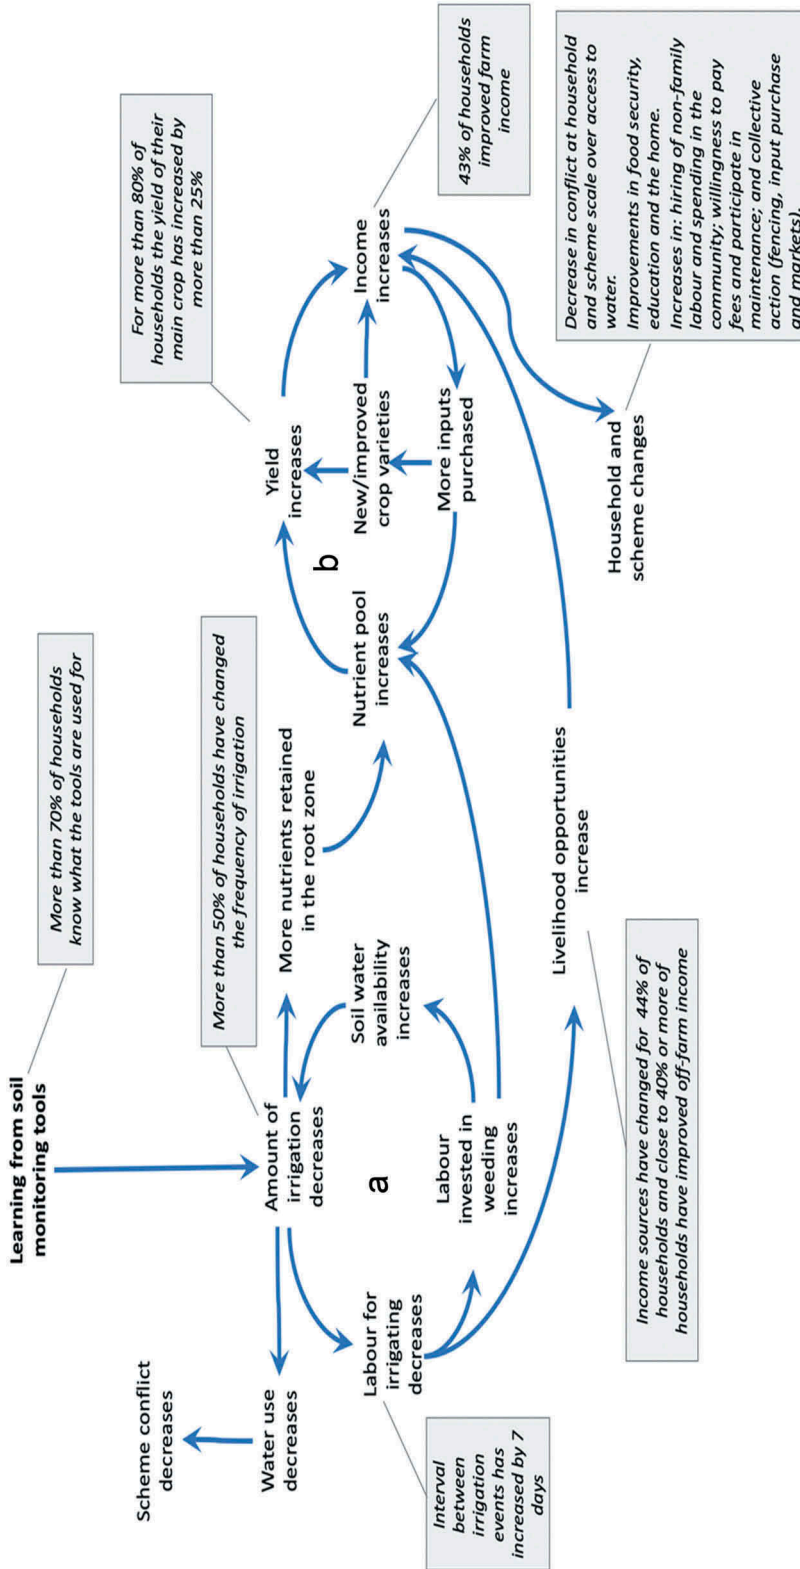 Learning from soil
monitoring tools
More than 70% of households
know what the tools are used for
Scheme conflict
decreases
Water use
decreases
Amount of
irrigation
decreases
More than 50% of households have changed
the frequency of irrigation
More nutrients retained
in the root zone
Yield
increases
For more than 80% of
households the yield of their
main crop has increased by
more than 25%
b
Labour for
irrigating
decreases
a
Soil water
availability
increases
Nutrient pool
increases
New/improved
crop varieties
Income
increases
43% of households
improved farm
income
Interval
between
irrigation
events has
increased by 7
days
Labour
invested in
weeding
increases
More inputs
purchased
Livelihood opportunities
increase
Household and
scheme changes
Income sources have changed for 44% of
households and close to 40% or more of
households have improved off-farm income
Decrease in conflict at household
and scheme scale over access to
water.
Improvements in food security,
education and the home.
Increases in: hiring of non-family
labour and spending in the
community; willingness to pay
fees and participate in
maintenance; and collective
action (fencing, input purchase
and markets).